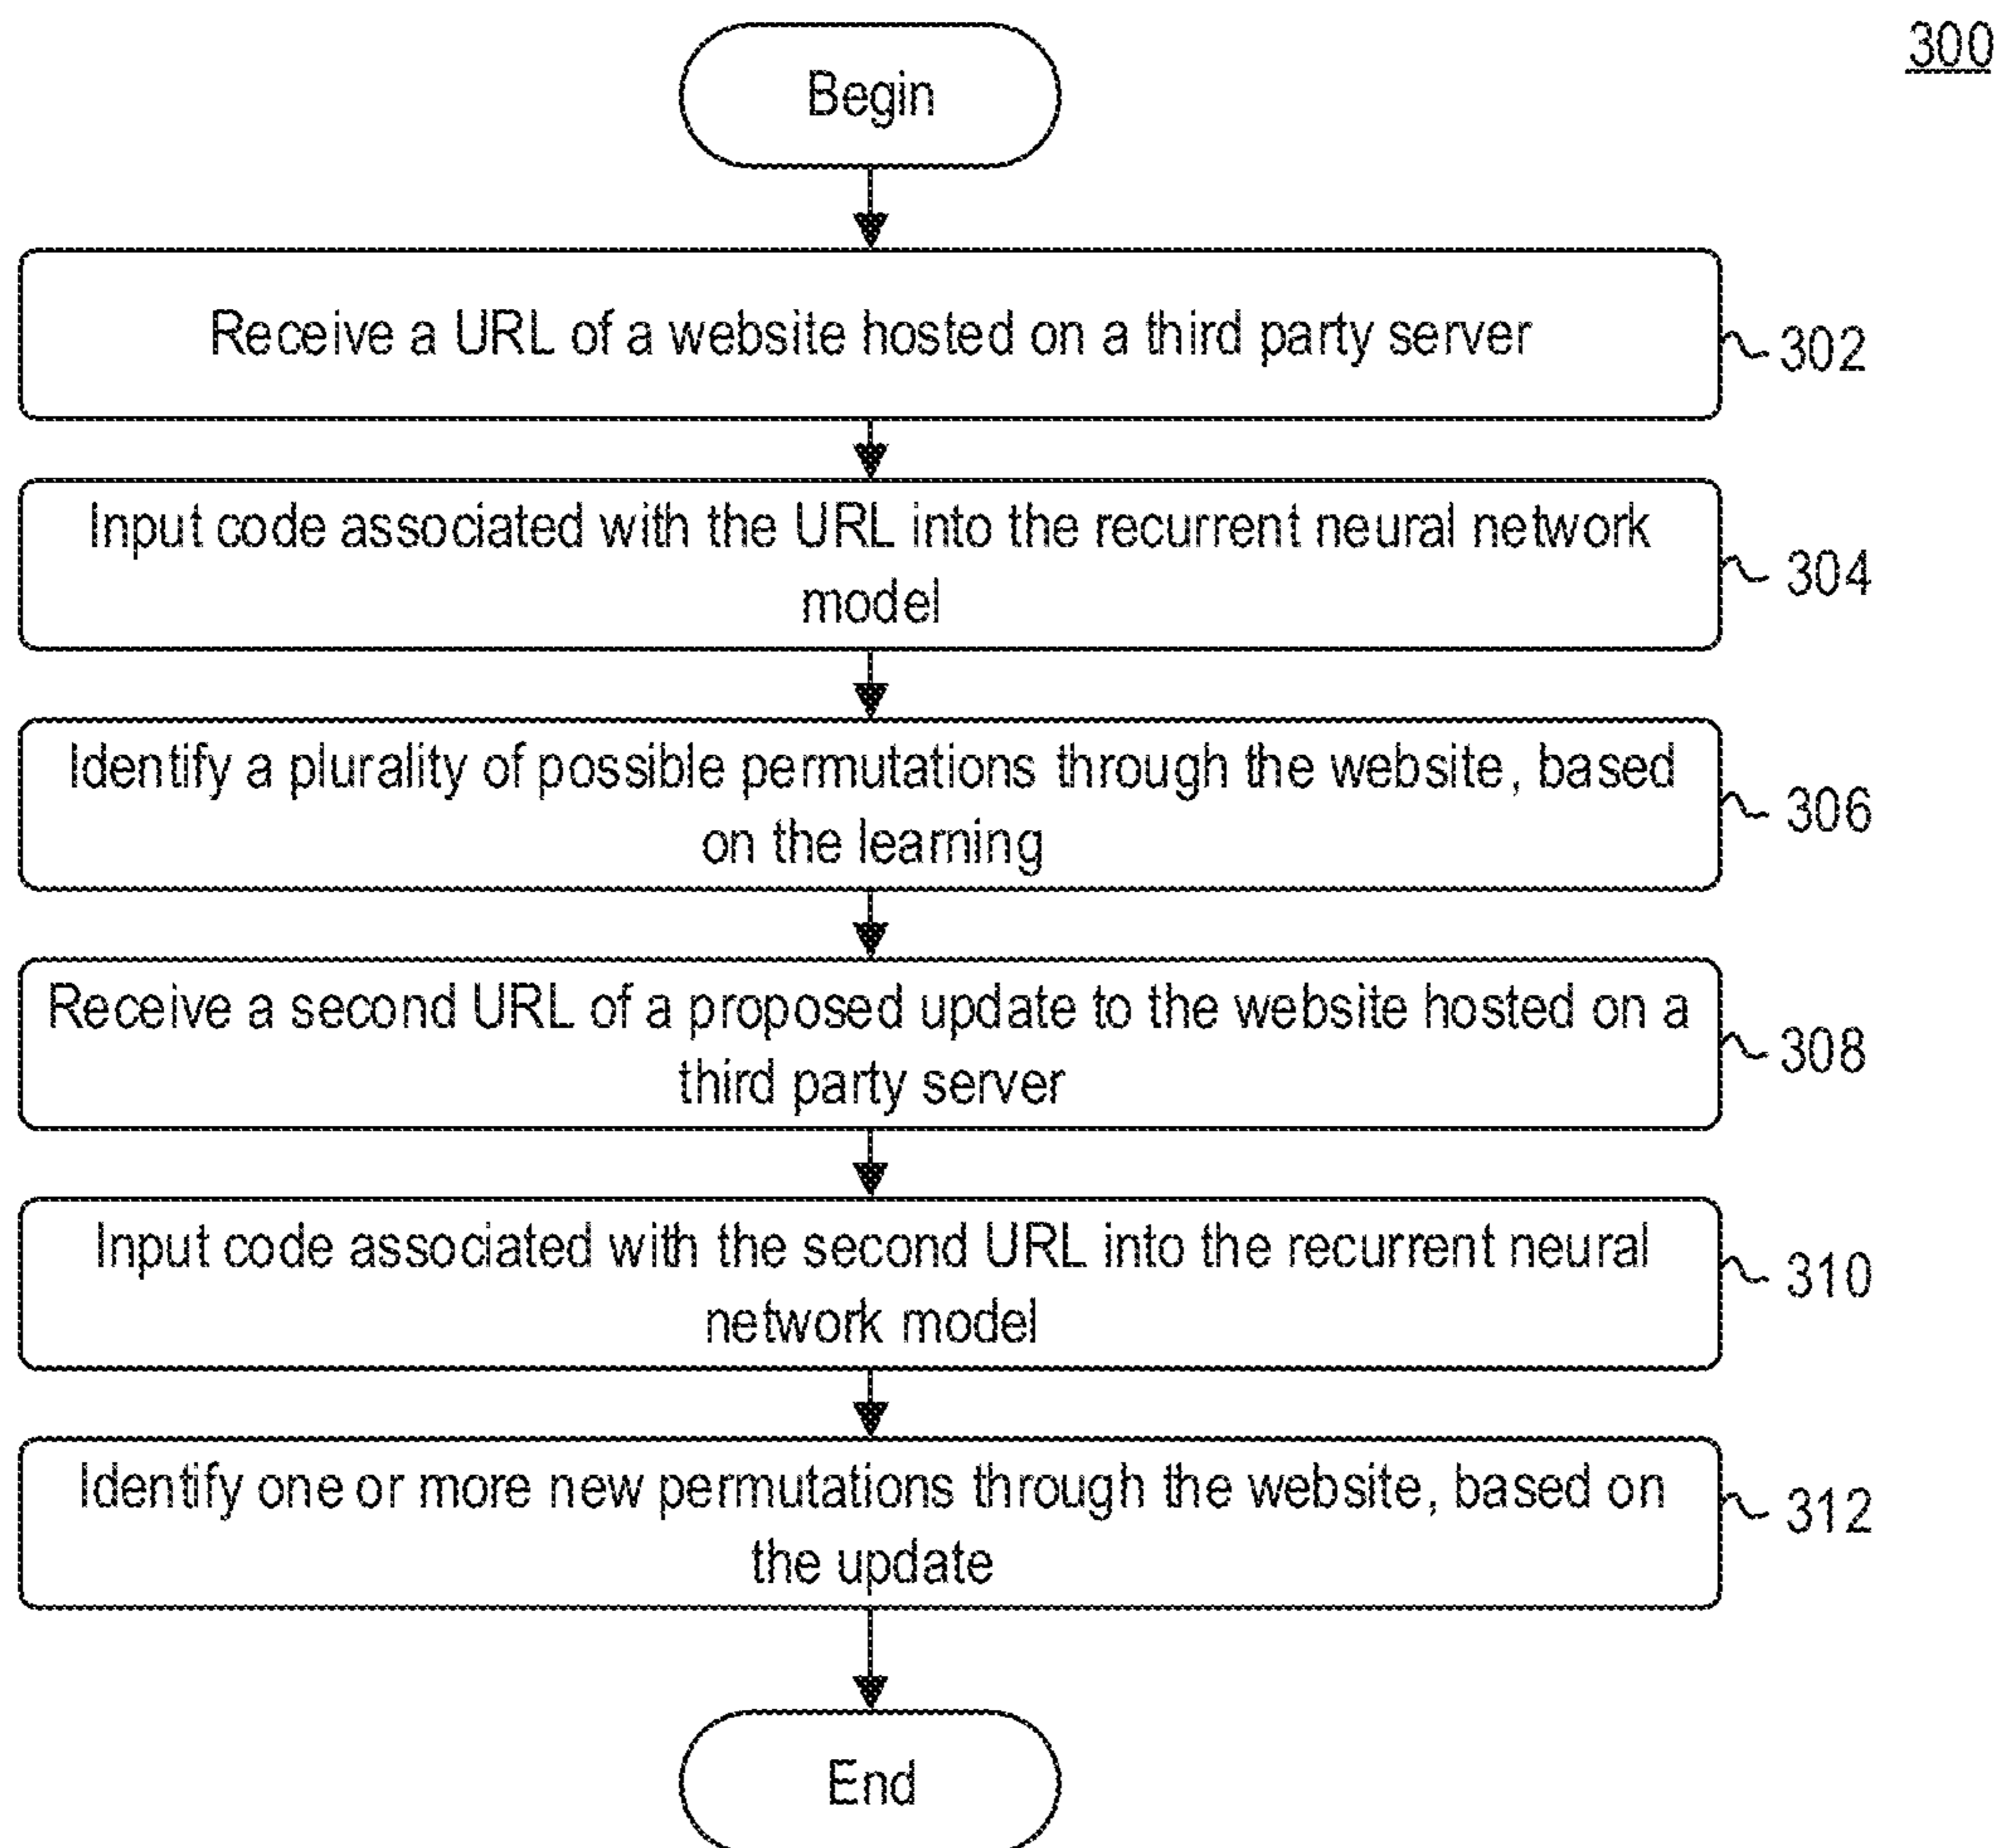 300
Begin
Receive a URL of a website hosted on a third party server
302
Input code associated with the URL into the recurrent neural network
model
304
Identify a plurality of possible permutations through the website, based
on the learning
306
Receive a second URL of a proposed update to the website hosted on a
third party server
308
Input code associated with the second URL into the recurrent neural
network model
310
Identify one or more new permutations through the website, based on
the update
312
End